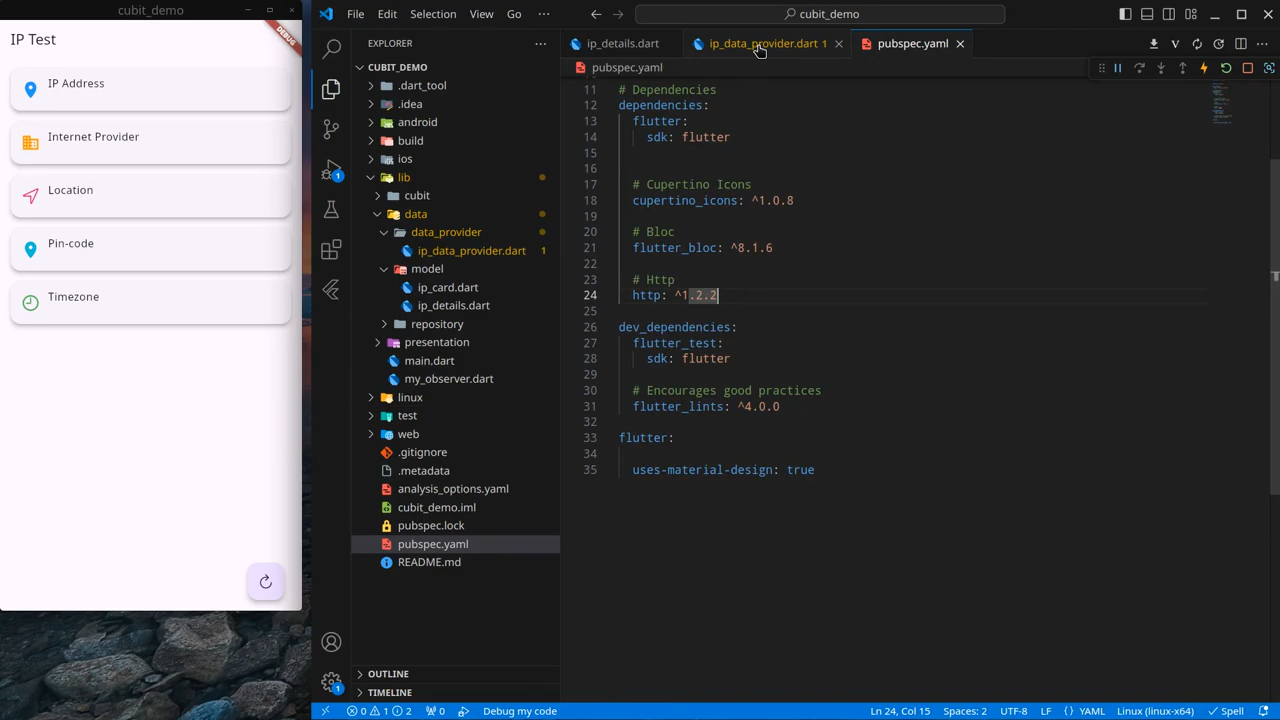 cubit_demo
IP Test
DEBUG
IP Address
Internet Provider
Location
Pin-code
Timezone
File Edit Selection View Go
cubit_demo
EXPLORER
CUBIT_DEMO
.dart_tool
.idea
android
build
ios
lib
cubit
data
data_provider
ip_data_provider.dart 1
model
ip_card.dart
ip_details.dart
repository
presentation
main.dart
my_observer.dart
linux
test
web
.gitignore
.metadata
analysis_options.yaml
cubit_demo.iml
pubspec.lock
pubspec.yaml
README.md
OUTLINE
TIMELINE
1
1
ip_details.dart ip_data_provider.dart 1 pubspec.yaml
pubspec.yaml
11 # Dependencies
12 dependencies:
13 flutter:
14 sdk: flutter
15
16
17 # Cupertino Icons
18 cupertino_icons: ^1.0.8
19
20 # Bloc
21 flutter_bloc: ^8.1.6
22
23 # Http
24 http: ^1.2.2
25
26 dev_dependencies:
27 flutter_test:
28 sdk: flutter
29
30 # Encourages good practices
31 flutter_lints: ^4.0.0
32
33 flutter:
34
35 uses-material-design: true
0 1 2 0 Debug my code Ln 24, Col 15 Spaces: 2 UTF-8 LF {} YAML Linux (linux-x64) Spell